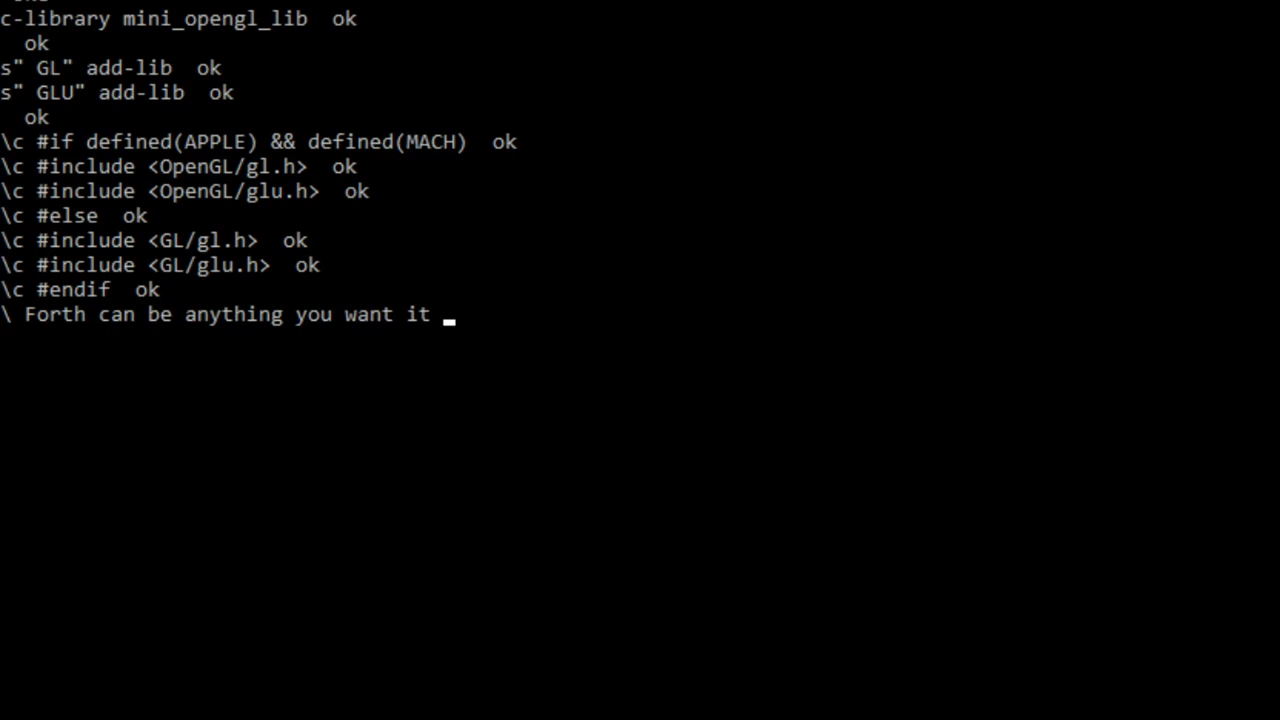 c-library mini_opengl_lib  ok
  ok
s" GL" add-lib  ok
s" GLU" add-lib  ok
  ok
\c #if defined(APPLE) && defined(MACH)  ok
\c #include <OpenGL/gl.h>  ok
\c #include <OpenGL/glu.h>  ok
\c #else  ok
\c #include <GL/gl.h>  ok
\c #include <GL/glu.h>  ok
\c #endif  ok
\ Forth can be anything you want it